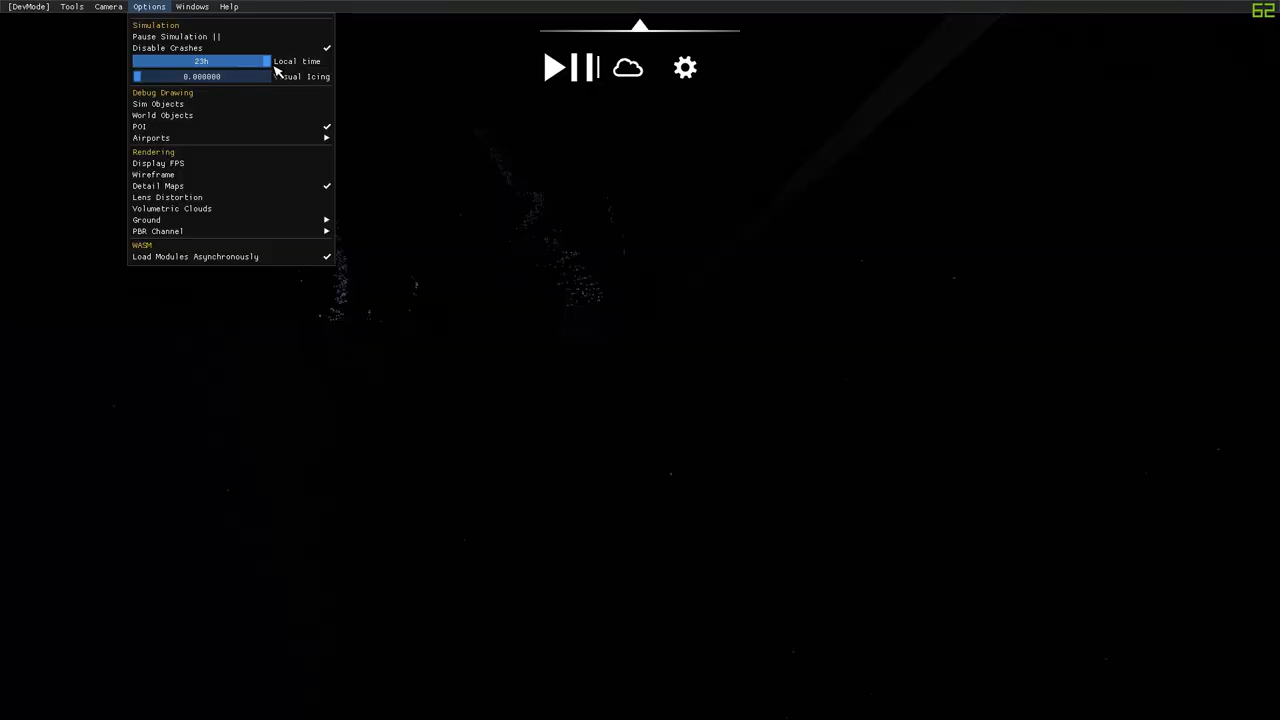 [DevMode] Tools Camera Options Windows Help
62
Simulation
Pause Simulation ||
Disable Crashes
23h Local time
0.000000 sual Icing
Debug Drawing
Sim Objects
World Objects
POI
Airports
Rendering
Display FPS
Wireframe
Detail Maps
Lens Distortion
Volumetric Clouds
Ground
PBR Channel
WASM
Load Modules Asynchronously